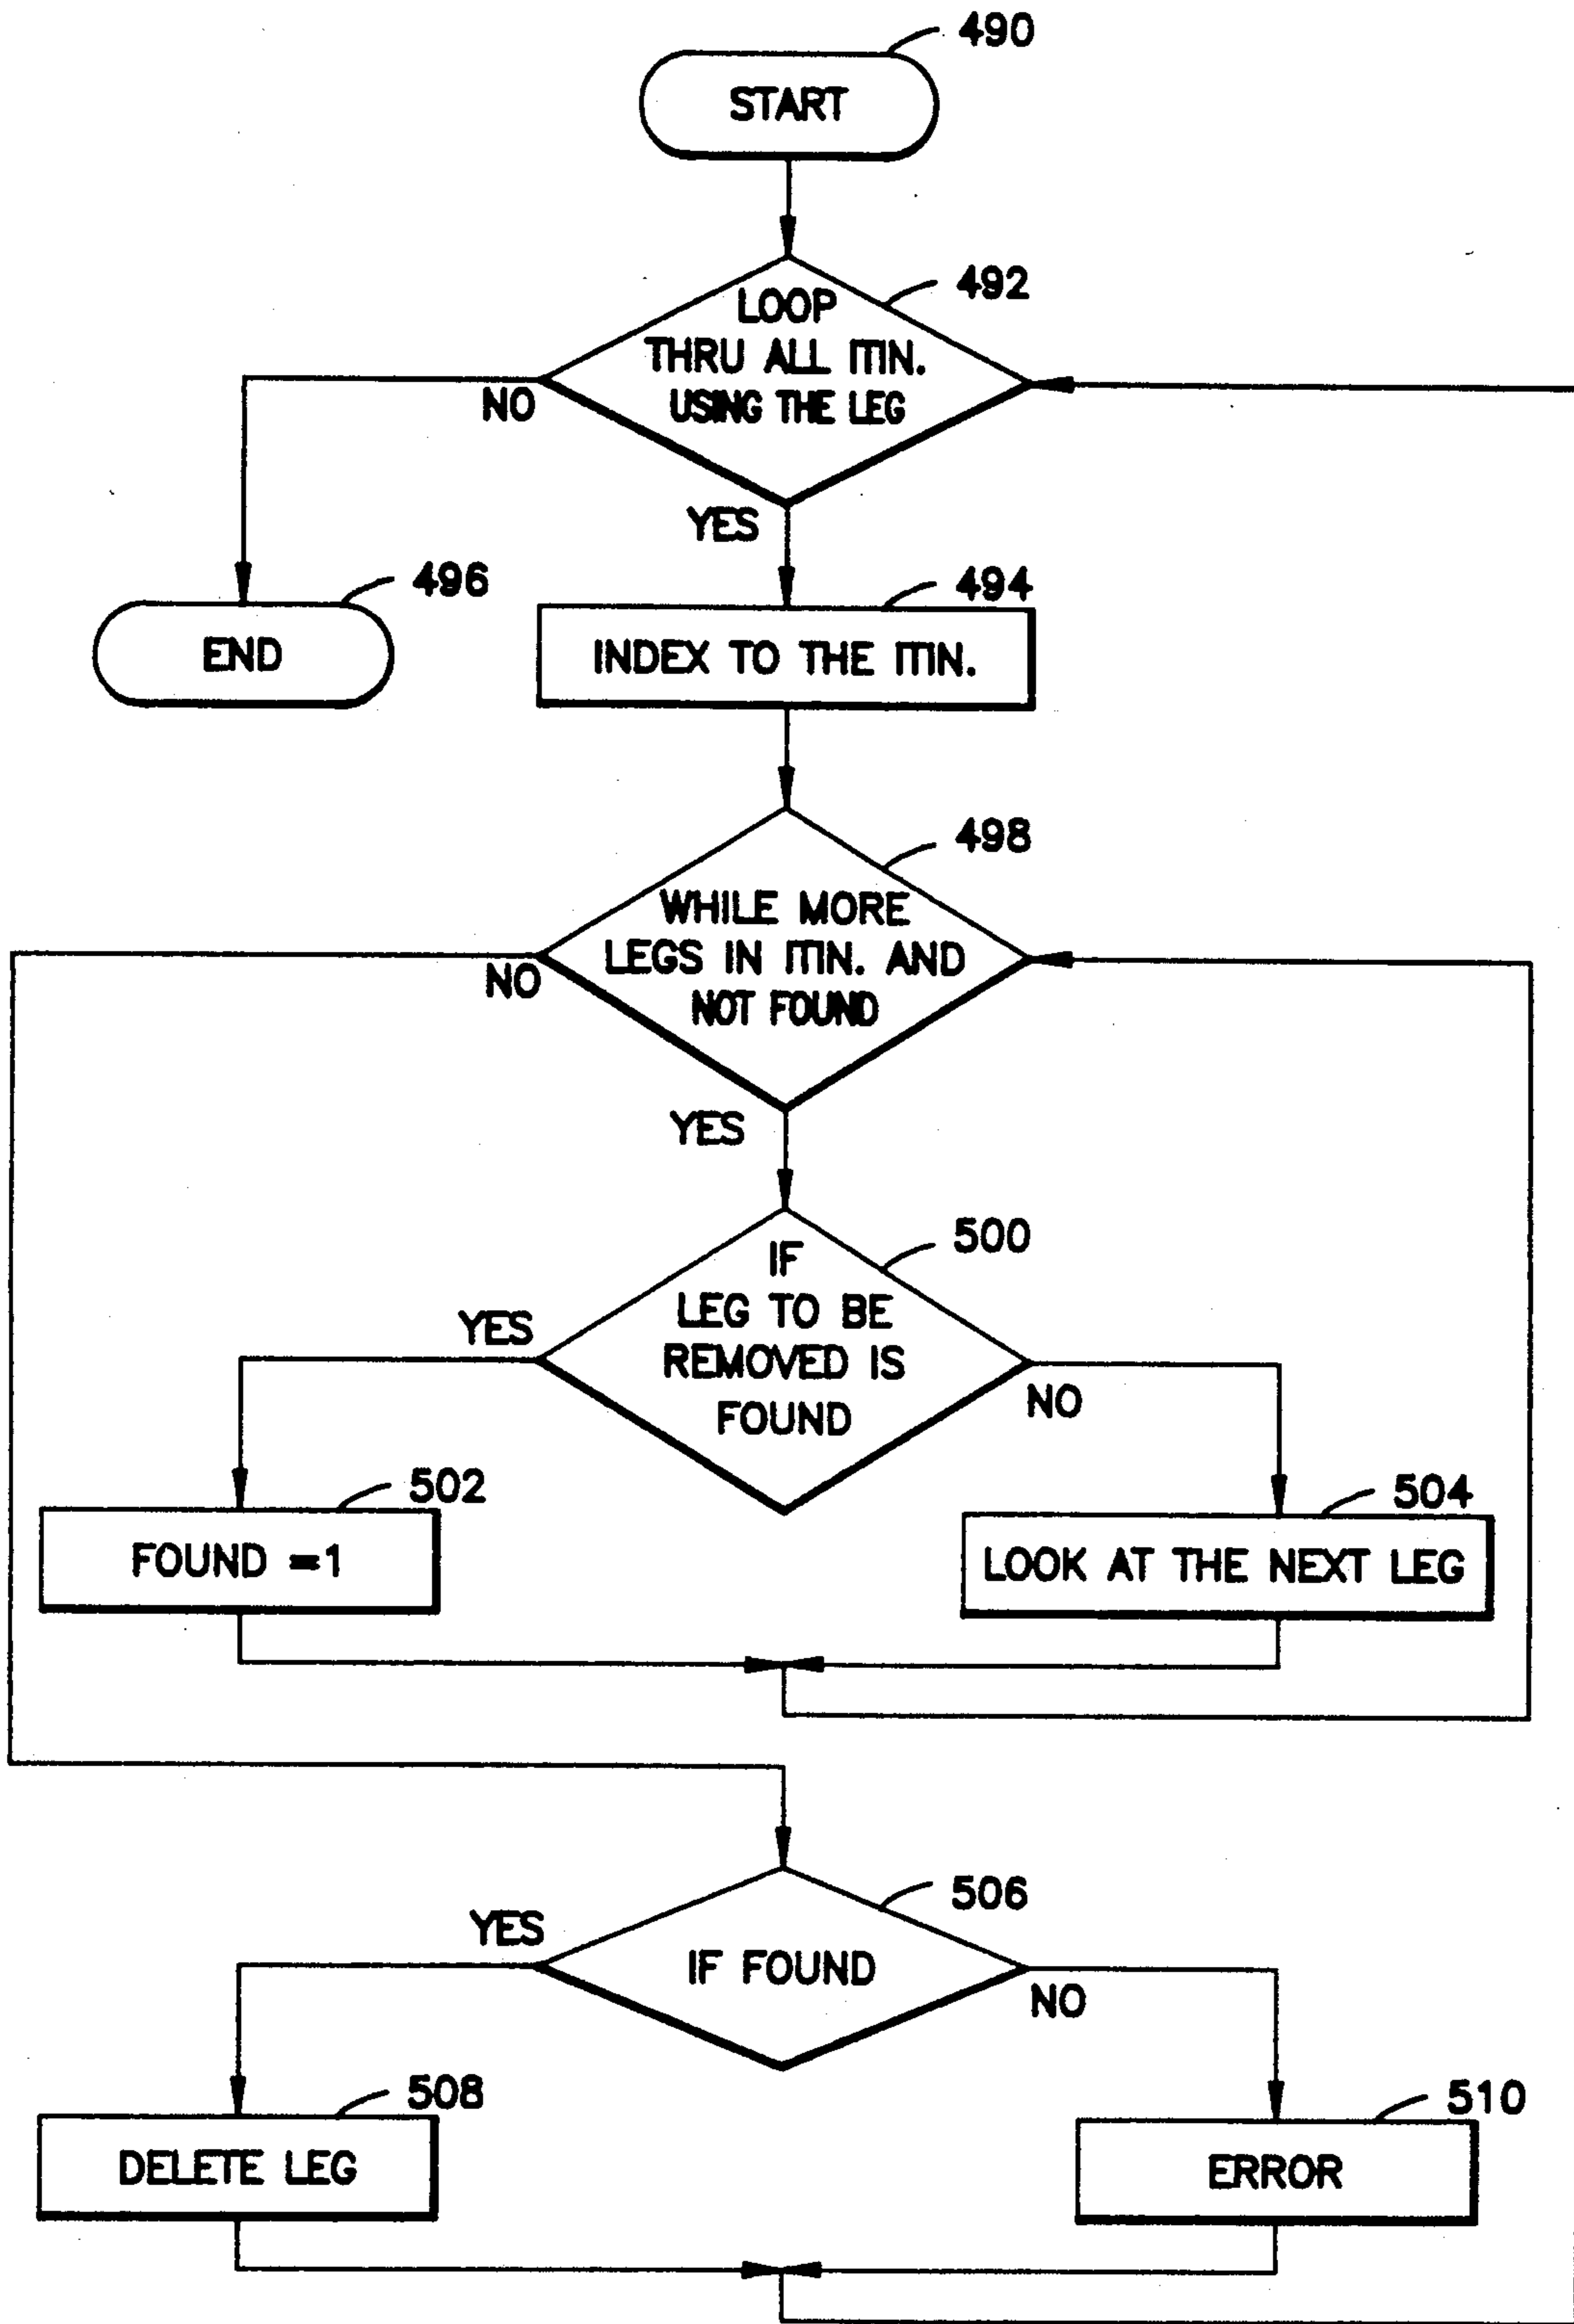 490
START
492
LOOP
THRU ALL ITIN.
USING THE LEG
NO
YES
496
END
494
INDEX TO THE ITIN.
498
WHILE MORE
LEGS IN ITIN. AND
NOT FOUND
NO
YES
500
IF
LEG TO BE
REMOVED IS
FOUND
YES
NO
502
FOUND =1
504
LOOK AT THE NEXT LEG
506
IF FOUND
YES
NO
508
DELETE LEG
510
ERROR